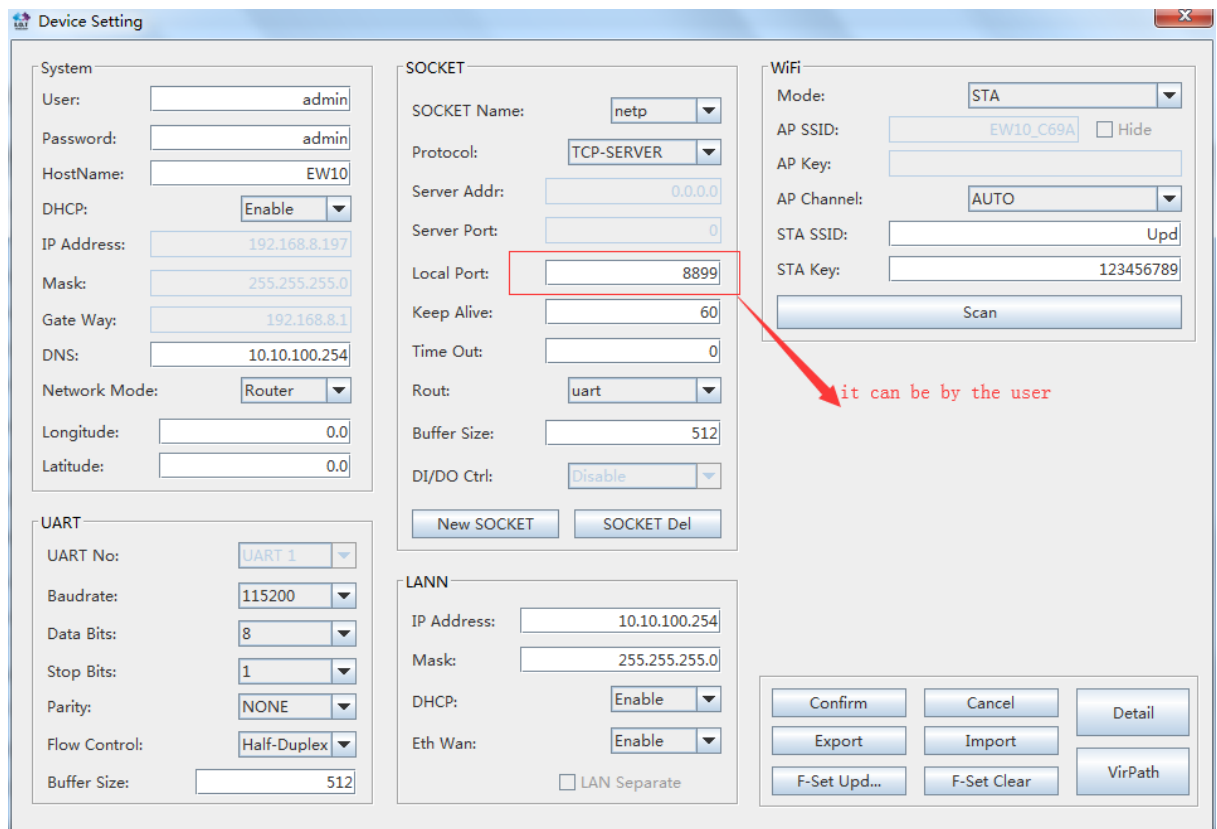 Device Setting
System
User: admin
Password: admin
HostName: EW10
DHCP: Enable
IP Address: 192.168.8.197
Mask: 255.255.255.0
Gate Way: 192.168.8.1
DNS: 10.10.100.254
Network Mode: Router
Longitude: 0.0
Latitude: 0.0
UART
UART No: UART 1
Baudrate: 115200
Data Bits: 8
Stop Bits: 1
Parity: NONE
Flow Control: Half-Duplex
Buffer Size: 512
SOCKET
SOCKET Name: netp
Protocol: TCP-SERVER
Server Addr: 0.0.0.0
Server Port: 0
Local Port: 8899
Keep Alive: 60
Time Out: 0
Rout: uart
Buffer Size: 512
DI/DO Ctrl: Disable
New SOCKET SOCKET Del
LANN
IP Address: 10.10.100.254
Mask: 255.255.255.0
DHCP: Enable
Eth Wan: Enable
LAN Separate
WiFi
Mode: STA
AP SSID: EW10_C69A Hide
AP Key:
AP Channel: AUTO
STA SSID: Upd
STA Key: 123456789
Scan
it can be by the user
Confirm Cancel Detail
Export Import
F-Set Upd... F-Set Clear VirPath